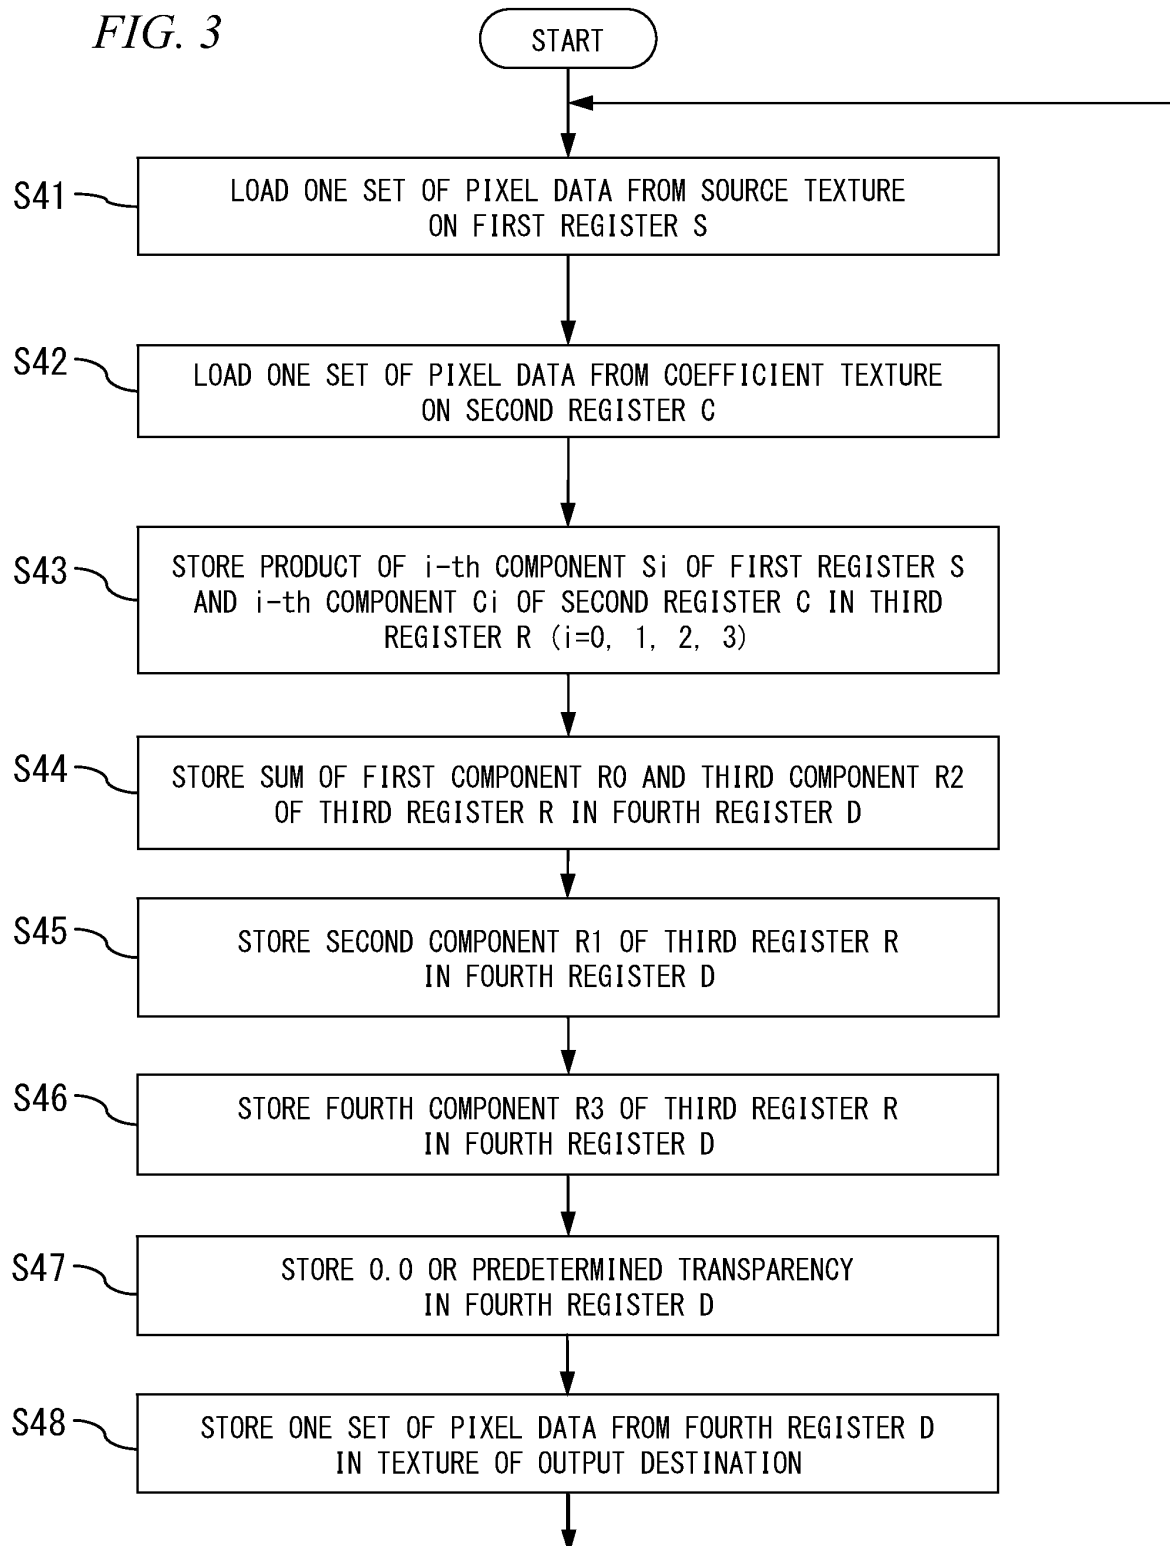 FIG. 3
START
S41
LOAD ONE SET OF PIXEL DATA FROM SOURCE TEXTURE
ON FIRST REGISTER S
S42
LOAD ONE SET OF PIXEL DATA FROM COEFFICIENT TEXTURE
ON SECOND REGISTER C
S43
STORE PRODUCT OF i-th COMPONENT Si OF FIRST REGISTER S
AND i-th COMPONENT Ci OF SECOND REGISTER C IN THIRD
REGISTER R (i=0, 1, 2, 3)
S44
STORE SUM OF FIRST COMPONENT R0 AND THIRD COMPONENT R2
OF THIRD REGISTER R IN FOURTH REGISTER D
S45
STORE SECOND COMPONENT R1 OF THIRD REGISTER R
IN FOURTH REGISTER D
S46
STORE FOURTH COMPONENT R3 OF THIRD REGISTER R
IN FOURTH REGISTER D
S47
STORE 0.0 OR PREDETERMINED TRANSPARENCY
IN FOURTH REGISTER D
S48
STORE ONE SET OF PIXEL DATA FROM FOURTH REGISTER D
IN TEXTURE OF OUTPUT DESTINATION